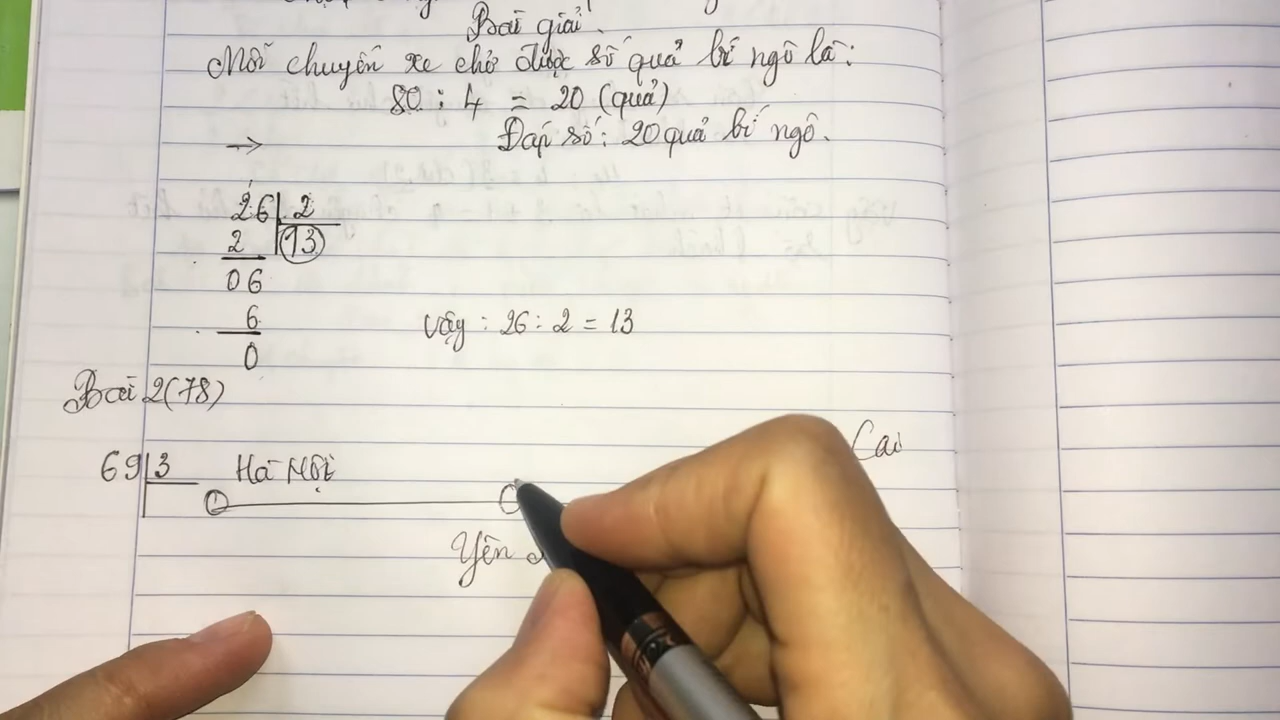 Bài giải.
Mỗi chuyến xe chở được số quả bí ngô là:
80 : 4 = 20 (quả)
Đáp số: 20 quả bí ngô.
→
26 2
2 13
06
6
0
Vậy : 26 : 2 = 13
Bài 2(78)
69 3
Hà Nội
Yên